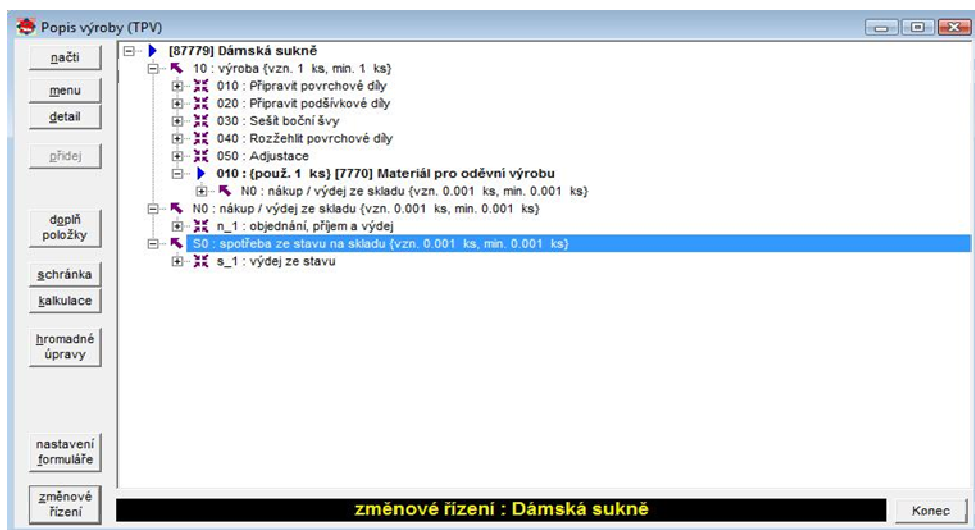 Popis výroby (TPV)
načti
menu
detail
přidej
doplň
položky
schránka
kalkulace
hromadné
úpravy
nastavení
formuláře
změnové
řízení
[87779] Dámská sukně
10 : výroba {vzn. 1 ks, min. 1 ks}
010 : Připravit povrchové díly
020 : Připravit podšívkové díly
030 : Sešít boční švy
040 : Rozžehlit povrchové díly
050 : Adjustace
010 : {použ. 1 ks} [7770] Materiál pro oděvní výrobu
N0 : nákup / výdej ze skladu {vzn. 0.001 ks, min. 0.001 ks}
N0 : nákup / výdej ze skladu {vzn. 0.001 ks, min. 0.001 ks}
n_1 : objednání, příjem a výdej
S0 : spotřeba ze stavu na skladu {vzn. 0.001 ks, min. 0.001 ks}
s_1 : výdej ze stavu
změnové řízení : Dámská sukně
Konec